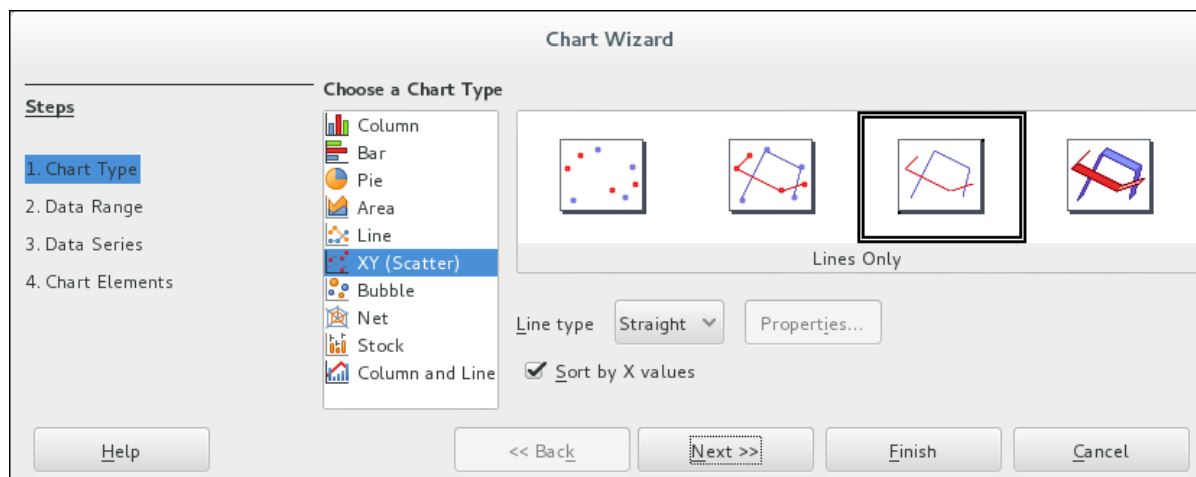 Chart Wizard
Steps
1. Chart Type
2. Data Range
3. Data Series
4. Chart Elements
Choose a Chart Type
Column
Bar
Pie
Area
Line
XY (Scatter)
Bubble
Net
Stock
Column and Line
Lines Only
Line type Straight Properties...
Sort by X values
Help << Back Next >> Finish Cancel